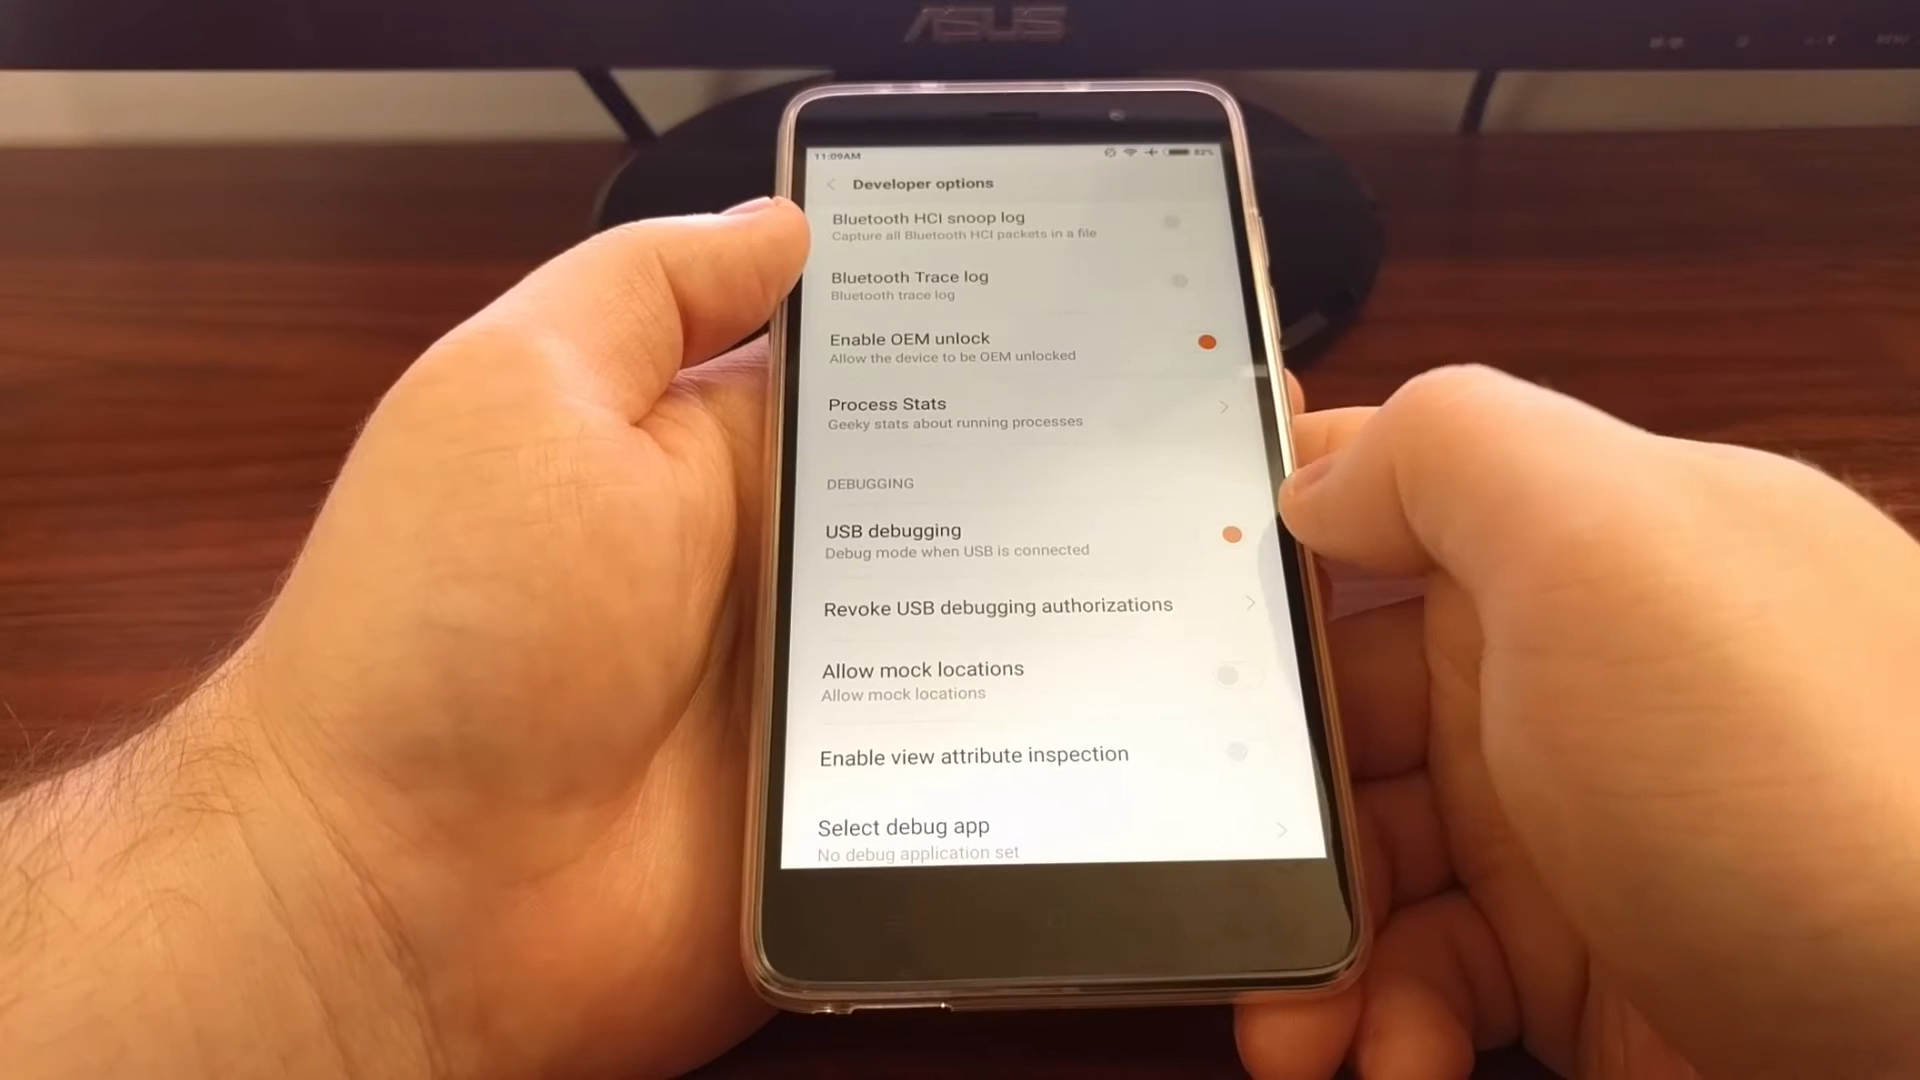 ASUS
11:09AM
82%
Developer options
Bluetooth HCI snoop log
Capture all Bluetooth HCI packets in a file
Bluetooth Trace log
Bluetooth trace log
Enable OEM unlock
Allow the device to be OEM unlocked
Process Stats
Geeky stats about running processes
DEBUGGING
USB debugging
Debug mode when USB is connected
Revoke USB debugging authorizations
Allow mock locations
Allow mock locations
Enable view attribute inspection
Select debug app
No debug application set